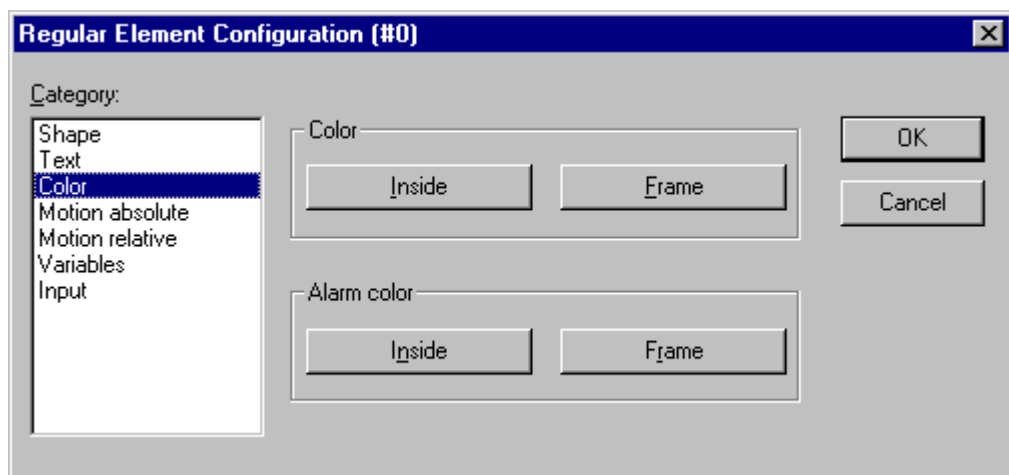 Regular Element Configuration (#0)
Category:
Shape
Text
Color
Motion absolute
Motion relative
Variables
Input
Color
Inside
Frame
Alarm color
Inside
Frame
OK
Cancel